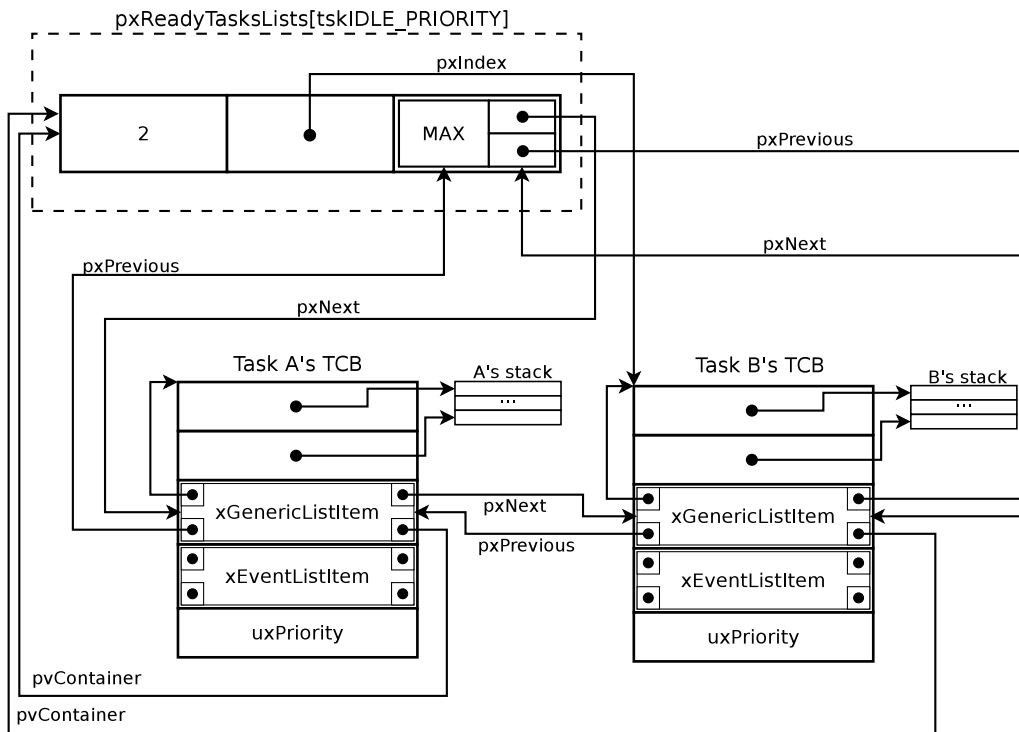 pxReadyTasksLists[tskIDLE_PRIORITY]
pxIndex
2
MAX
pxPrevious
pxNext
pxPrevious
pxNext
Task A's TCB
A's stack
...
Task B's TCB
B's stack
...
xGenericListItem
pxNext
xGenericListItem
pxPrevious
xEventListItem
xEventListItem
uxPriority
uxPriority
pvContainer
pvContainer